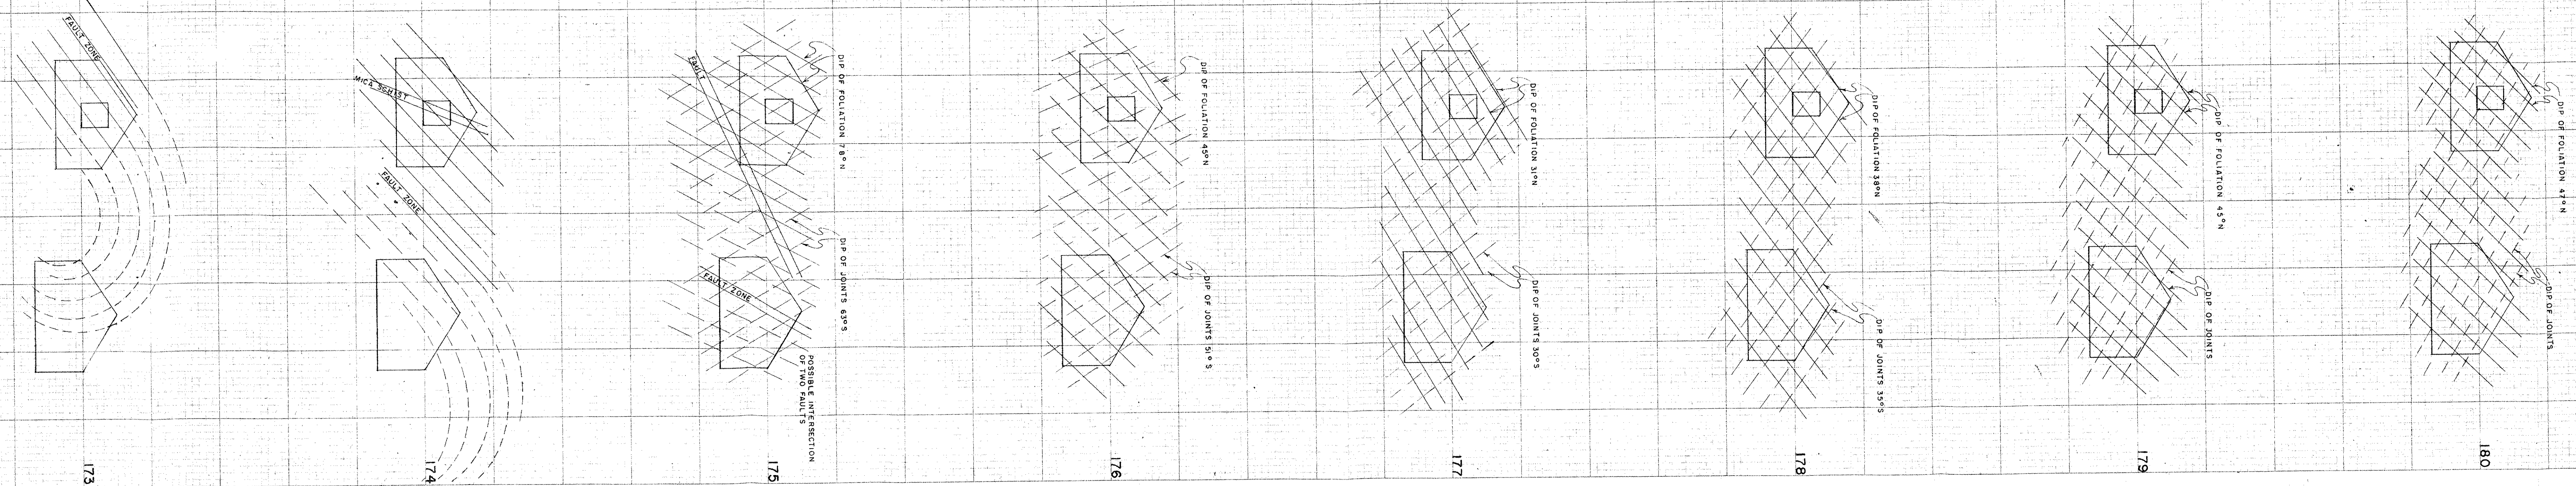 FAULT ZONE
173
MICA SCHIST
FAULT ZONE
174
FAULT
DIP OF FOLIATION 78°N
DIP OF JOINTS 63°S
FAULT ZONE
POSSIBLE INTERSECTION
OF TWO FAULTS
175
DIP OF FOLIATION 45°N
DIP OF JOINTS 51°S
176
DIP OF FOLIATION 31°N
DIP OF JOINTS 30°S
177
DIP OF FOLIATION 38°N
DIP OF JOINTS 35°S
178
DIP OF FOLIATION 45°N
DIP OF JOINTS
179
DIP OF FOLIATION 47°N
DIP OF JOINTS
180